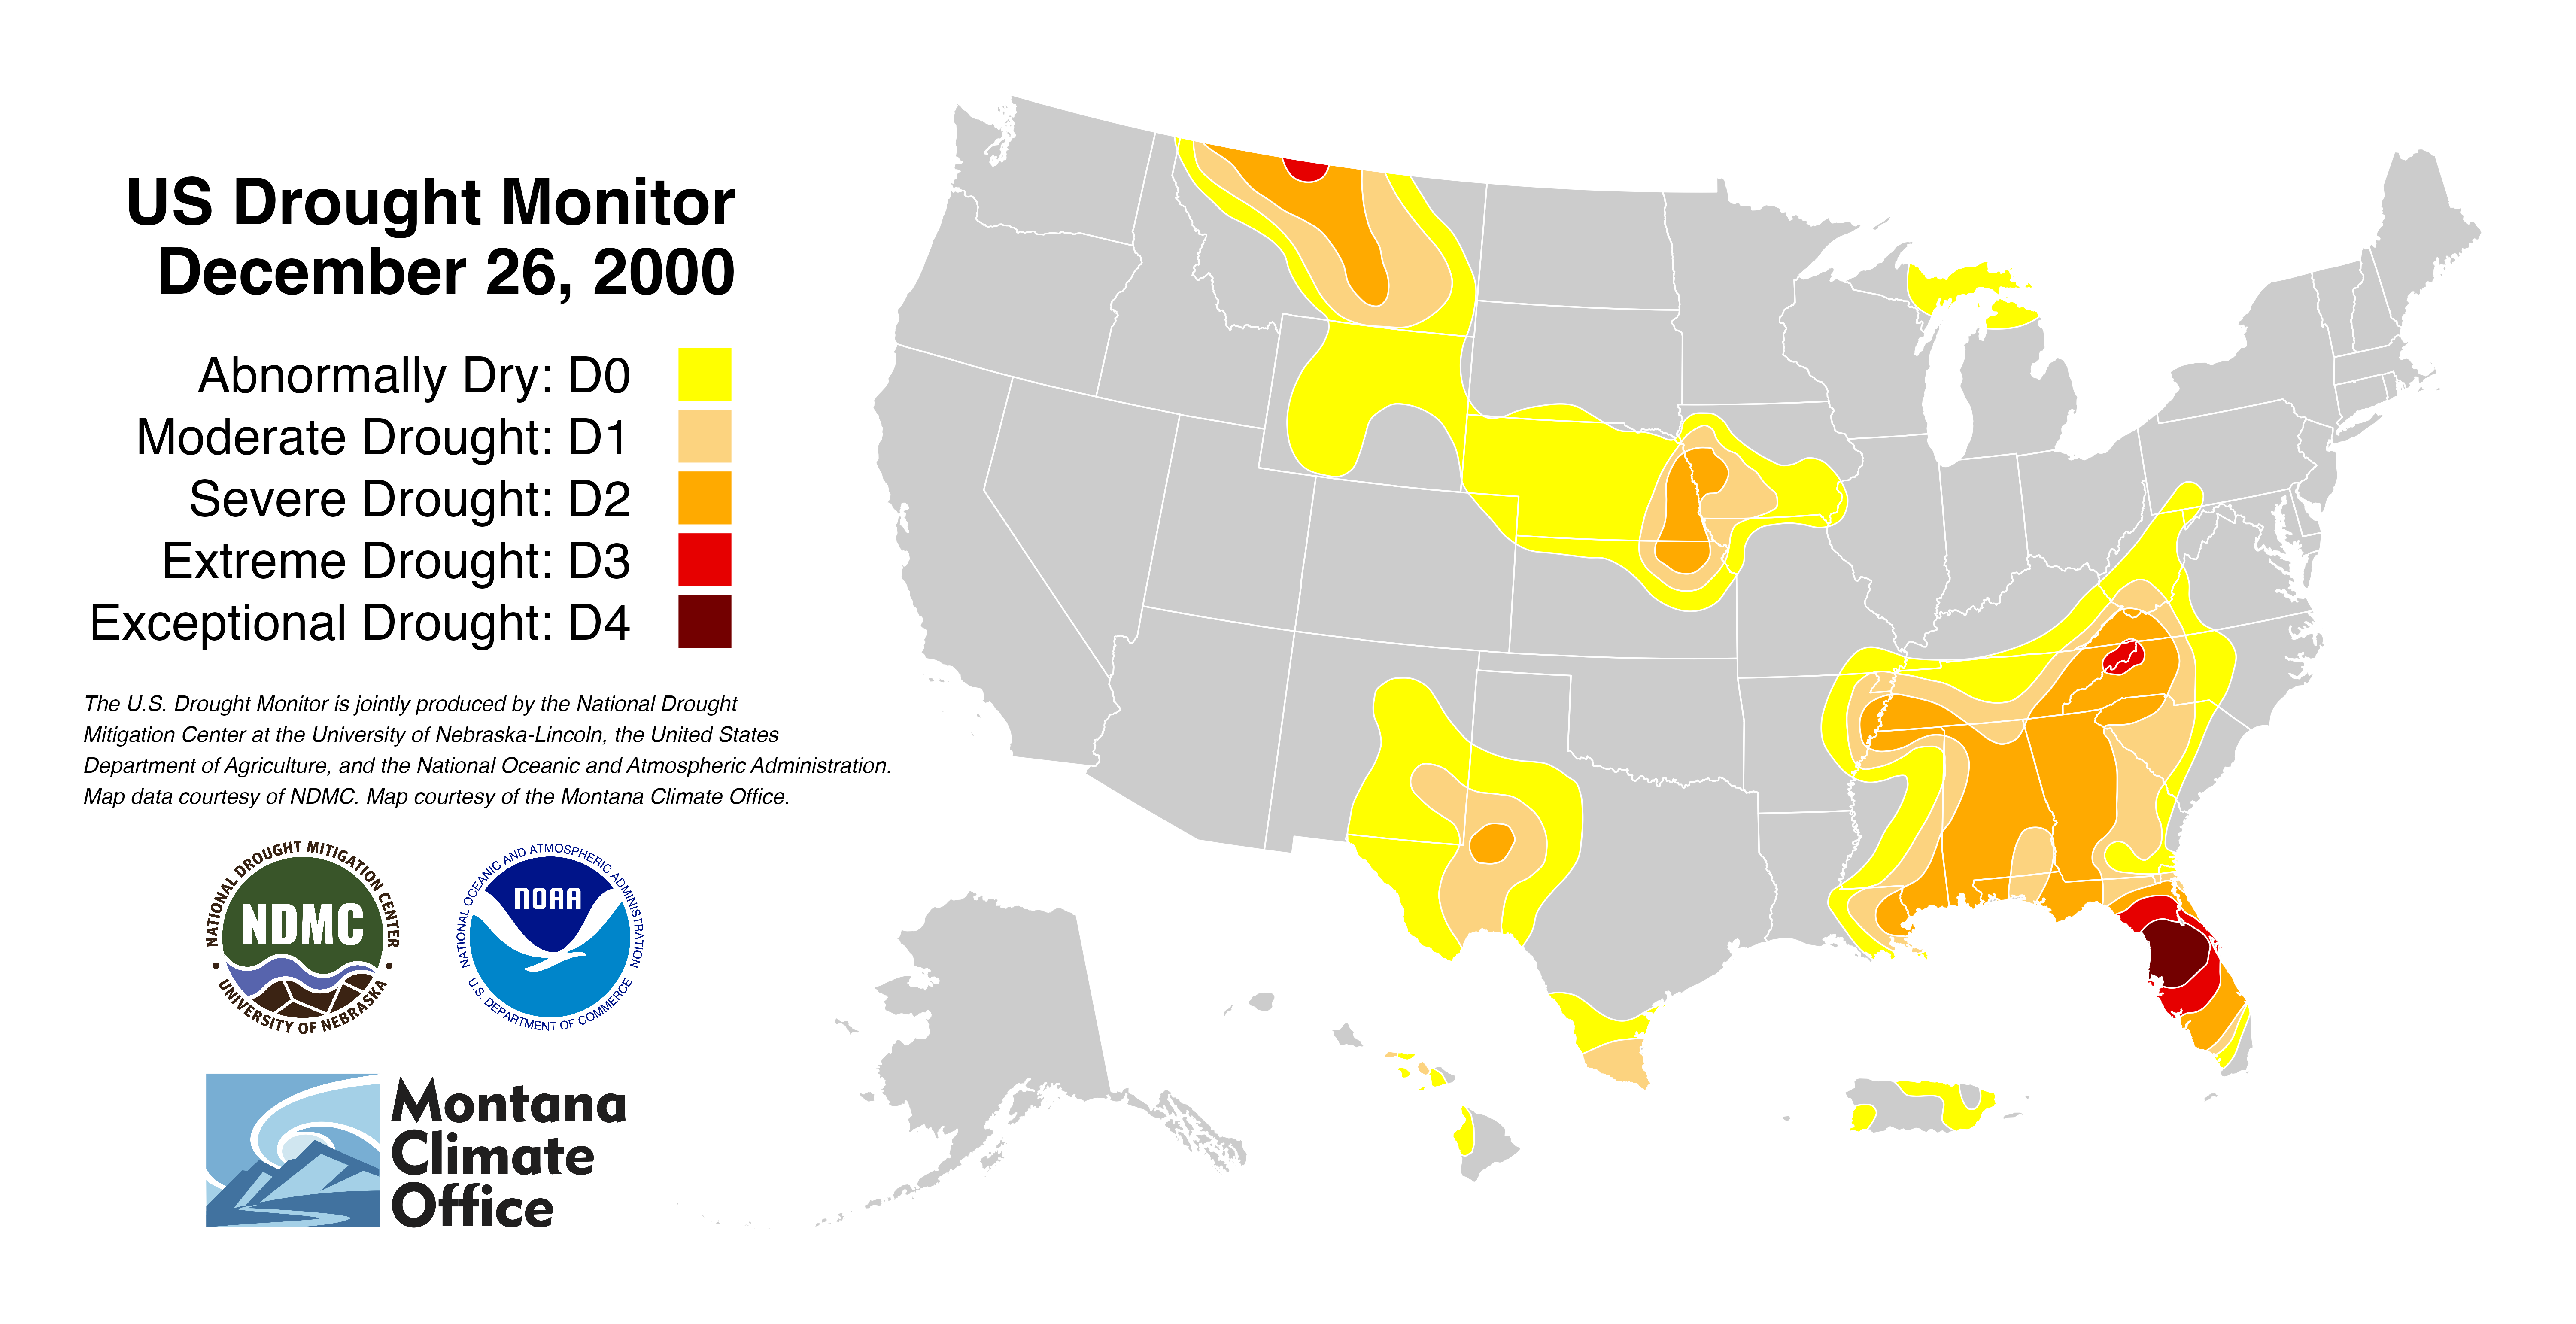 US Drought Monitor
December 26, 2000
Abnormally Dry: D0
Moderate Drought: D1
Severe Drought: D2
Extreme Drought: D3
Exceptional Drought: D4
The U.S. Drought Monitor is jointly produced by the National Drought
Mitigation Center at the University of Nebraska-Lincoln, the United States
Department of Agriculture, and the National Oceanic and Atmospheric Administration.
Map data courtesy of NDMC. Map courtesy of the Montana Climate Office.
NATIONAL DROUGHT MITIGATION CENTER
NDMC
• UNIVERSITY OF NEBRASKA •
NATIONAL OCEANIC AND ATMOSPHERIC ADMINISTRATION
NOAA
U.S. DEPARTMENT OF COMMERCE
Montana
Climate
Office